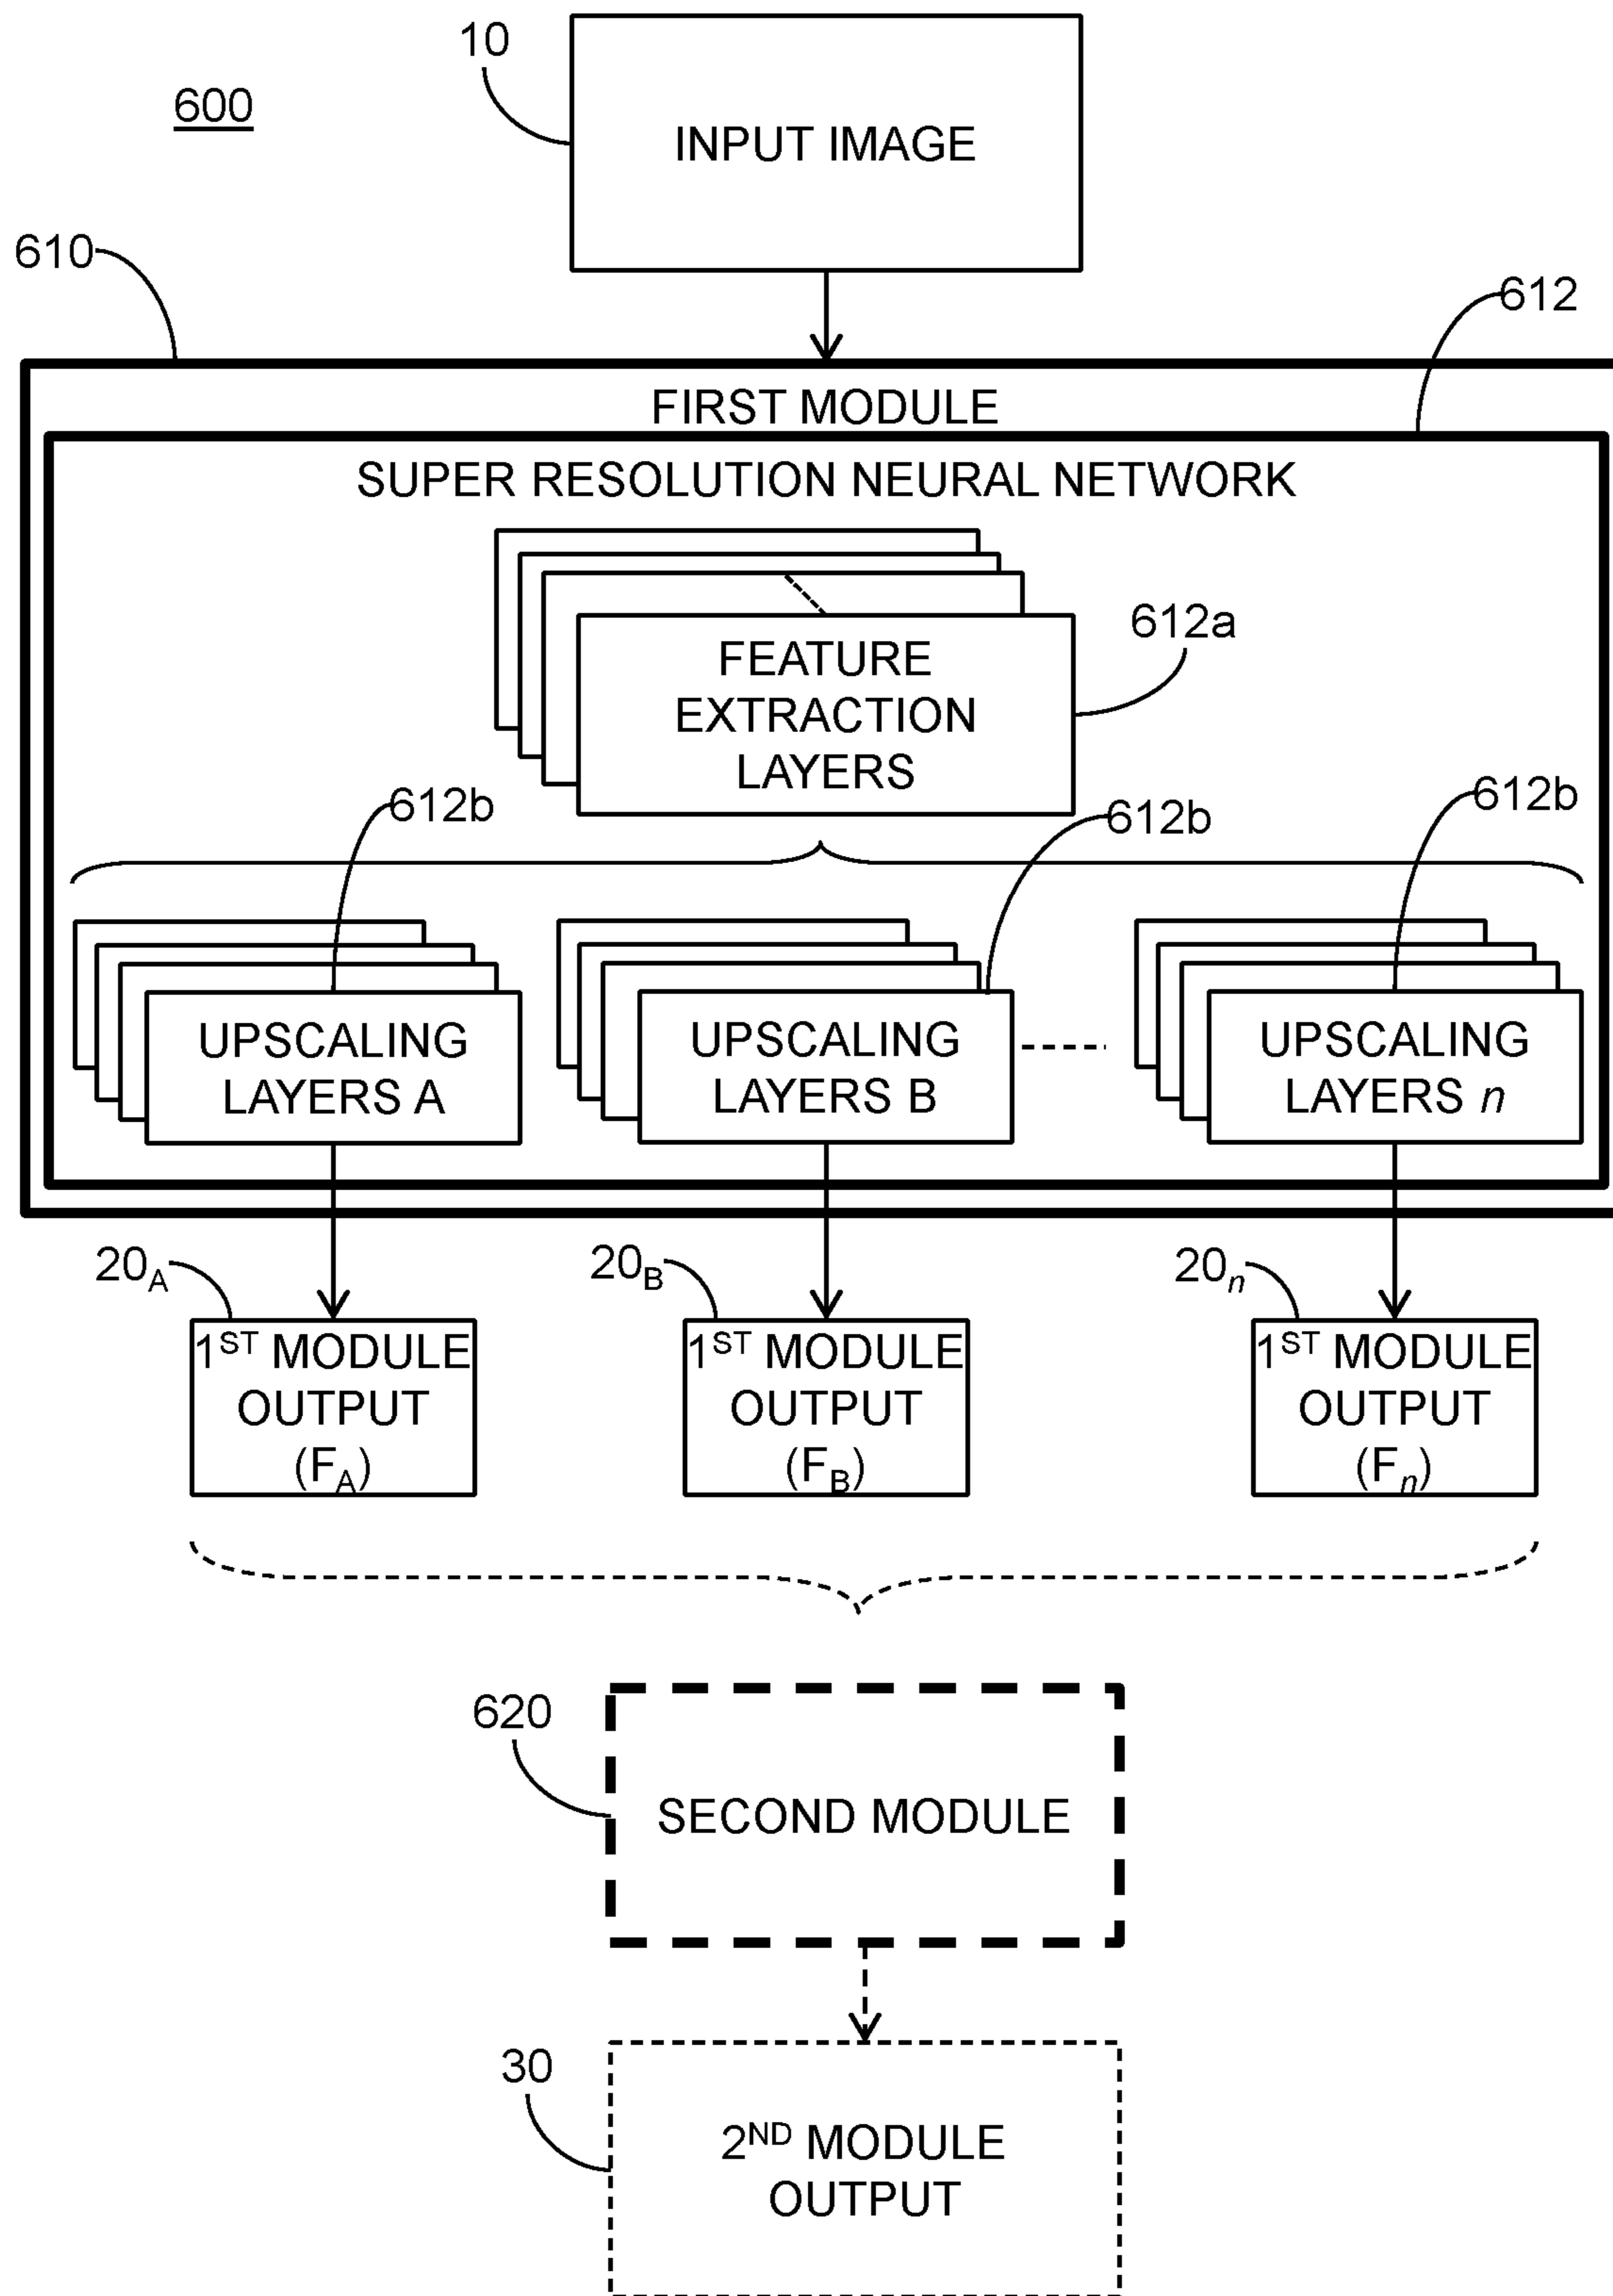 10
600
INPUT IMAGE
610
612
FIRST MODULE
SUPER RESOLUTION NEURAL NETWORK
612a
FEATURE
EXTRACTION
LAYERS
612b
612b
612b
UPSCALING
LAYERS A
UPSCALING
LAYERS B
UPSCALING
LAYERS n
20A
20B
20n
1ST MODULE
OUTPUT
(FA)
1ST MODULE
OUTPUT
(FB)
1ST MODULE
OUTPUT
(Fn)
620
SECOND MODULE
30
2ND MODULE
OUTPUT